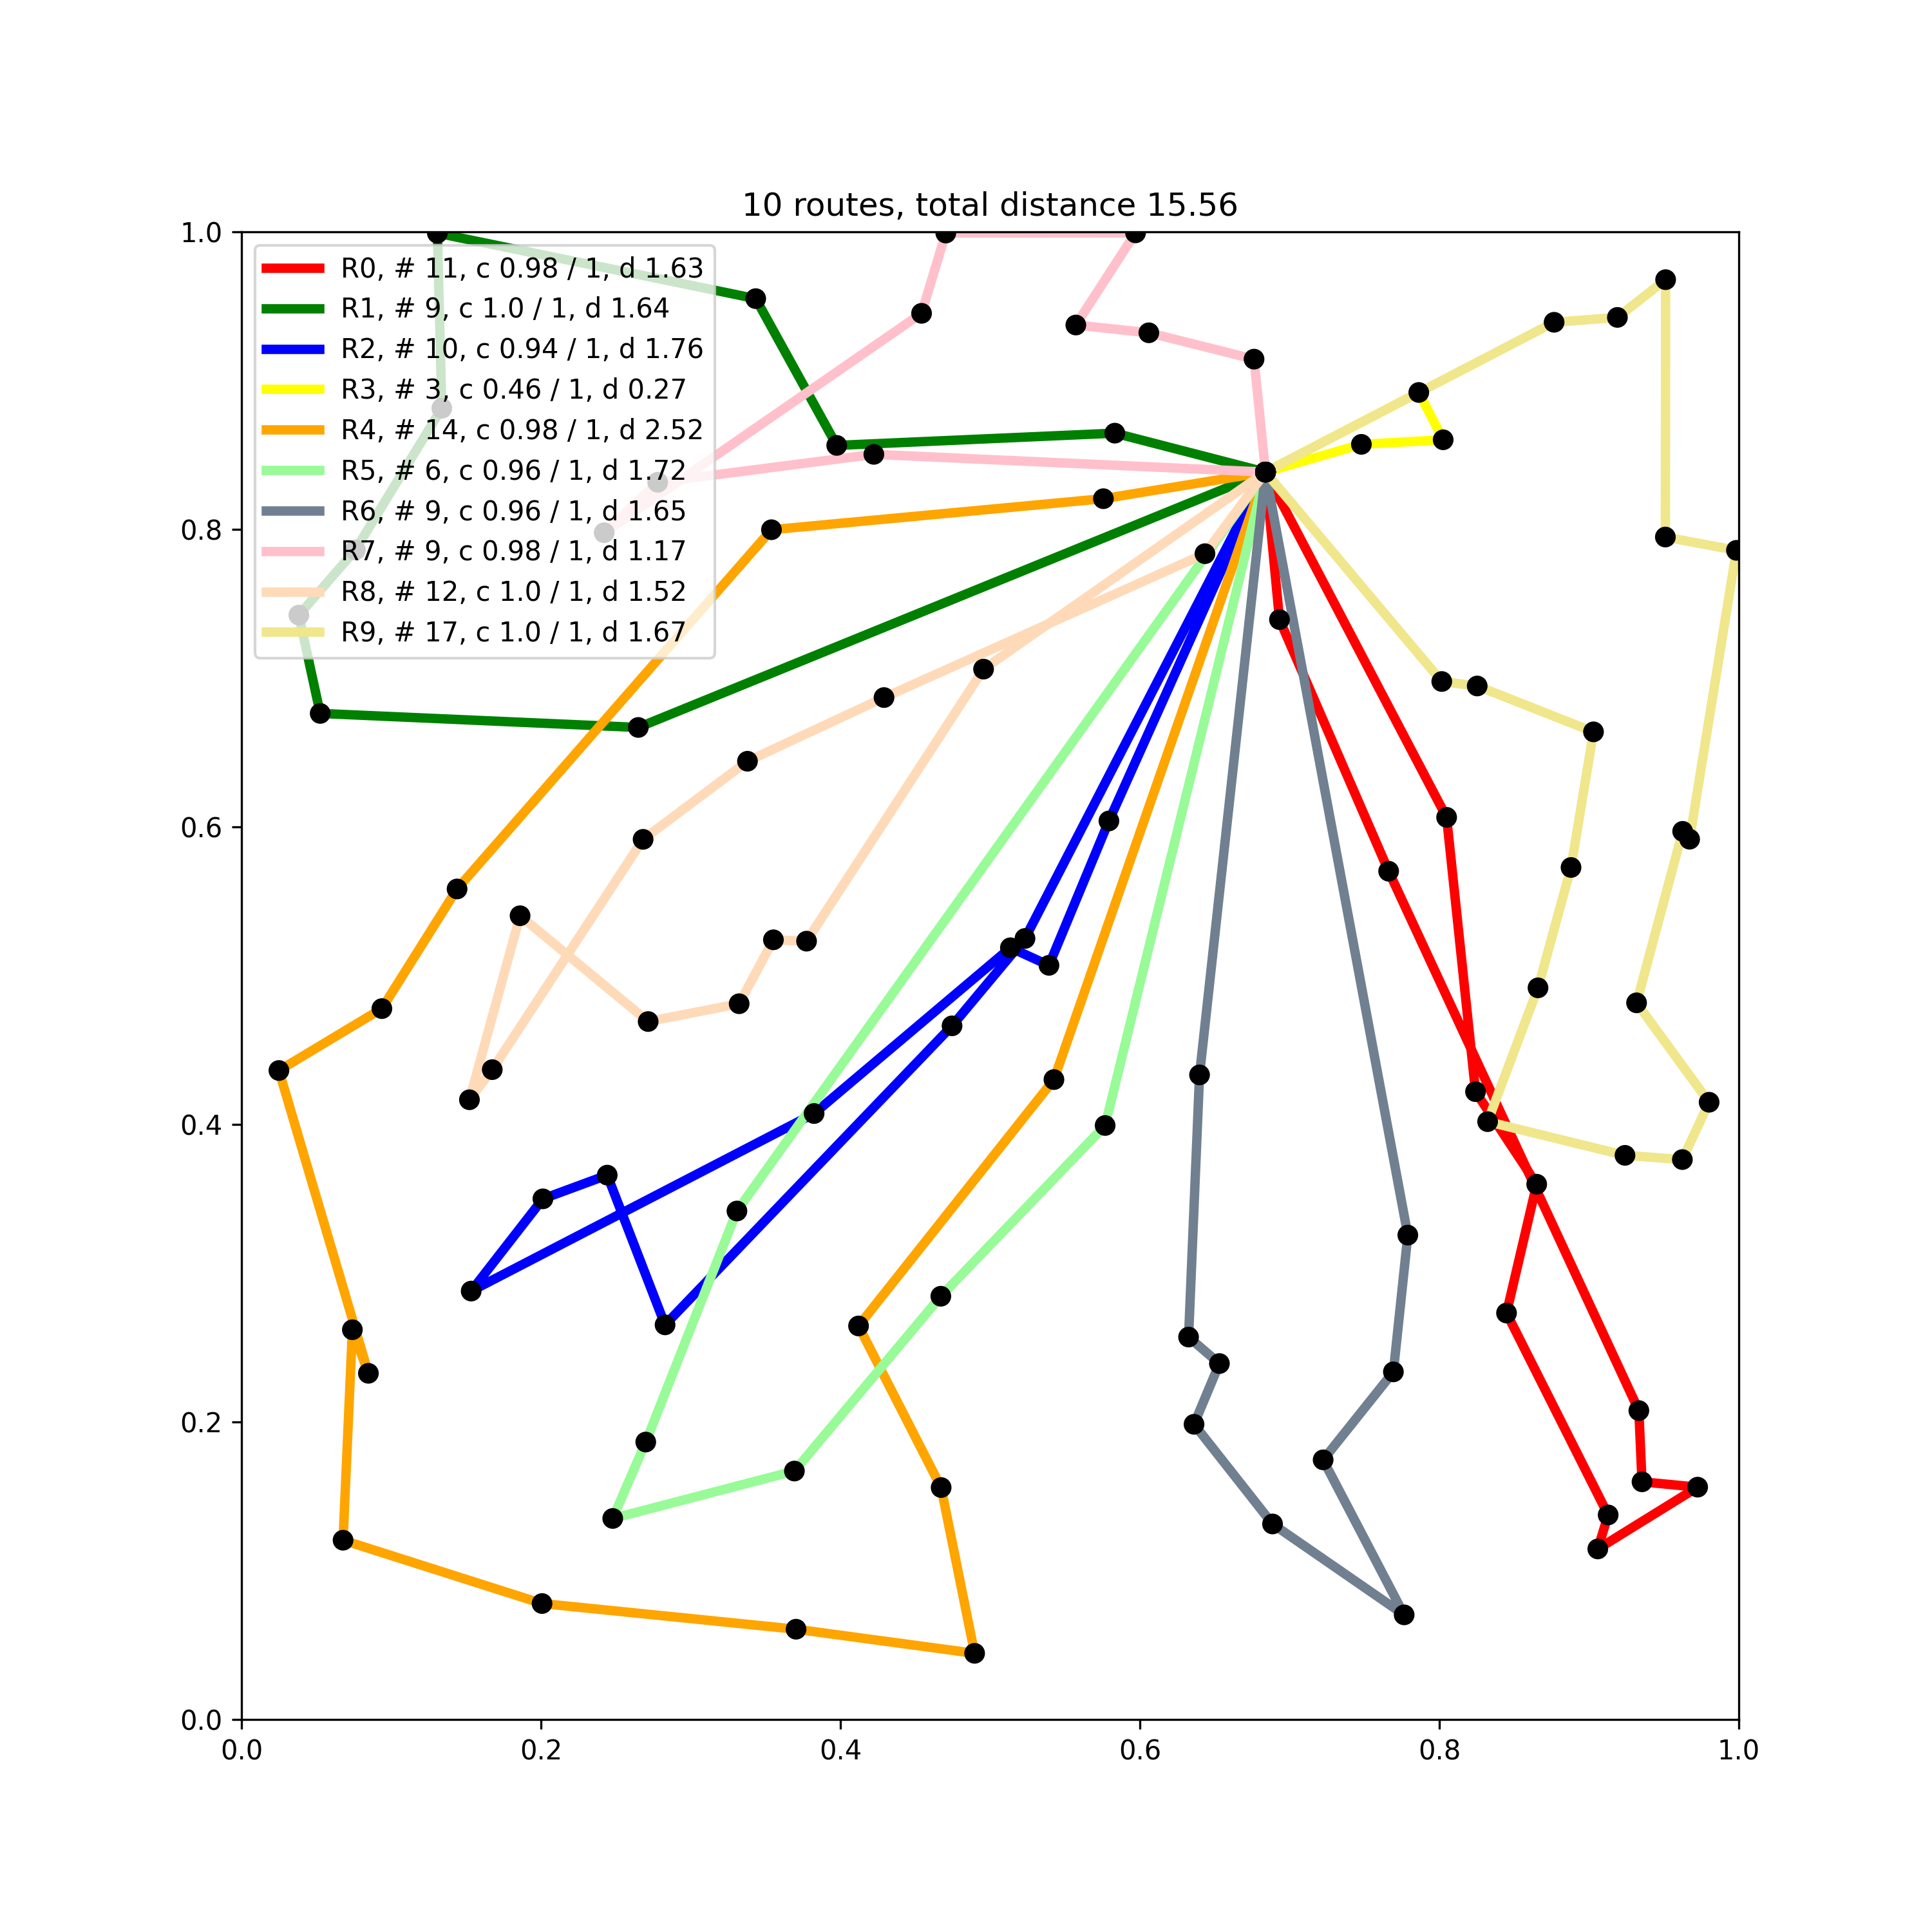 10 routes, total distance 15.56
1.0
R0, # 11, c 0.98 / 1, d 1.63
R1, # 9, c 1.0 / 1, d 1.64
R2, # 10, c 0.94 / 1, d 1.76
R3, # 3, c 0.46 / 1, d 0.27
R4, # 14, c 0.98 / 1, d 2.52
R5, # 6, c 0.96 / 1, d 1.72
R6, # 9, c 0.96 / 1, d 1.65
R7, # 9, c 0.98 / 1, d 1.17
R8, # 12, c 1.0 / 1, d 1.52
R9, # 17, c 1.0 / 1, d 1.67
0.8
0.6
0.4
0.2
0.0
0.0 0.2 0.4 0.6 0.8 1.0